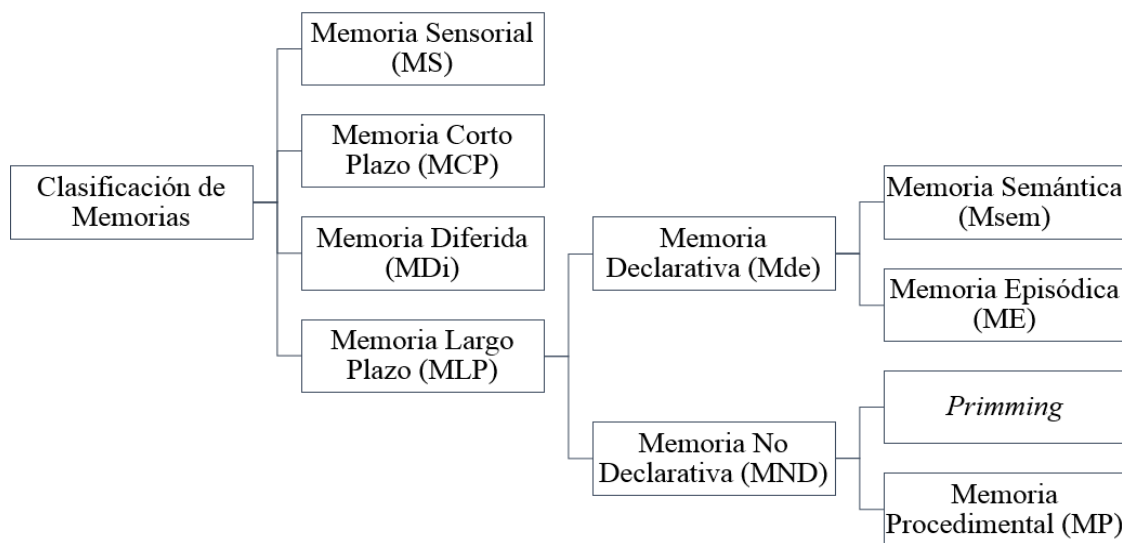 Clasificación de
Memorias
Memoria Sensorial
(MS)
Memoria Corto
Plazo (MCP)
Memoria Diferida
(MDi)
Memoria Largo
Plazo (MLP)
Memoria
Declarativa (Mde)
Memoria No
Declarativa (MND)
Memoria Semántica
(Msem)
Memoria Episódica
(ME)
Primming
Memoria
Procedimental (MP)